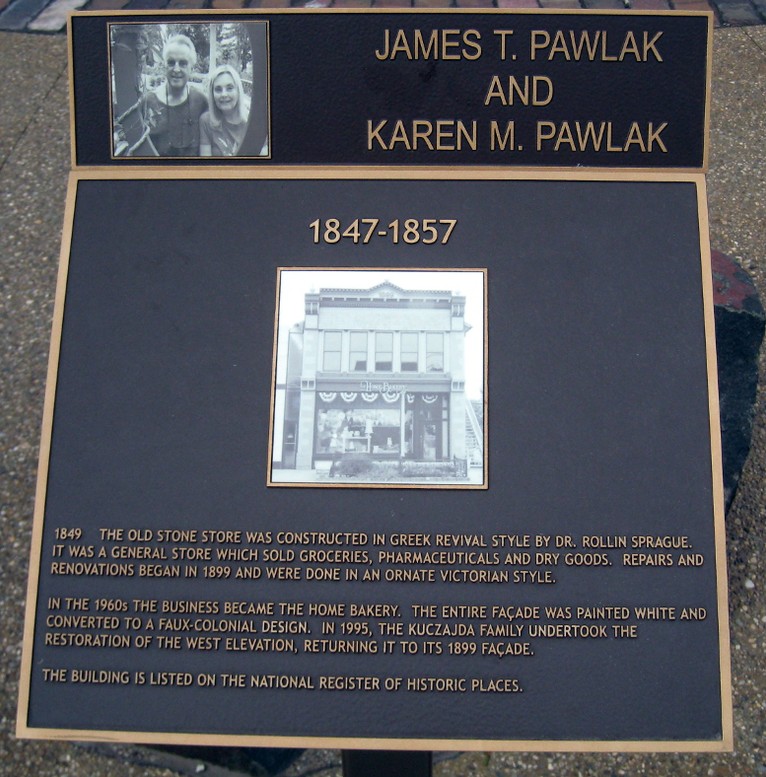 JAMES T. PAWLAK
AND
KAREN M. PAWLAK
1847-1857
HOME BAKERY
1849 THE OLD STONE STORE WAS CONSTRUCTED IN GREEK REVIVAL STYLE BY DR. ROLLIN SPRAGUE.
IT WAS A GENERAL STORE WHICH SOLD GROCERIES, PHARMACEUTICALS AND DRY GOODS. REPAIRS AND
RENOVATIONS BEGAN IN 1899 AND WERE DONE IN AN ORNATE VICTORIAN STYLE.
IN THE 1960s THE BUSINESS BECAME THE HOME BAKERY. THE ENTIRE FAÇADE WAS PAINTED WHITE AND
CONVERTED TO A FAUX-COLONIAL DESIGN. IN 1995, THE KUCZAJDA FAMILY UNDERTOOK THE
RESTORATION OF THE WEST ELEVATION, RETURNING IT TO ITS 1899 FAÇADE.
THE BUILDING IS LISTED ON THE NATIONAL REGISTER OF HISTORIC PLACES.